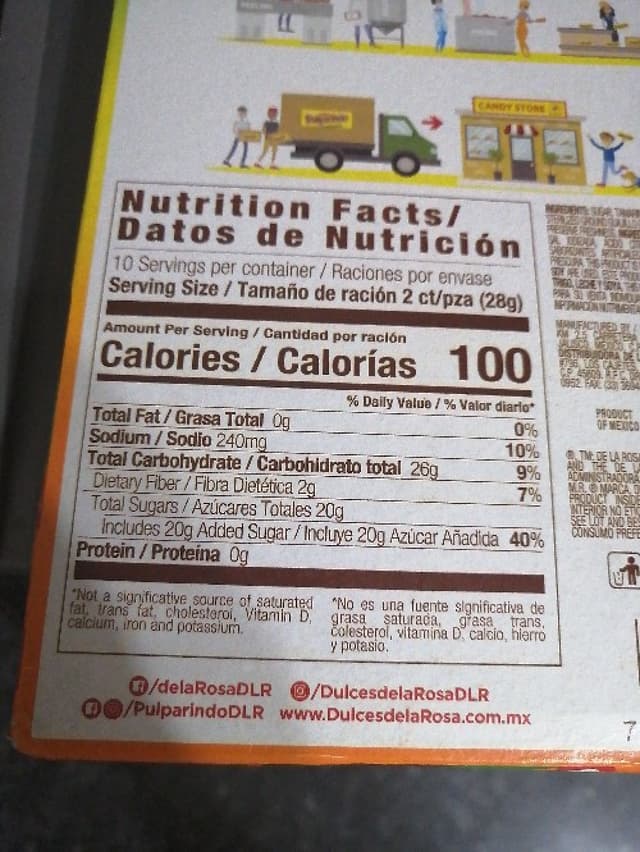 CANDY STORE
Nutrition Facts/
Datos de Nutrición
10 Servings per container / Raciones por envase
Serving Size / Tamaño de ración 2 ct/pza (28g)
Amount Per Serving / Cantidad por ración
Calories / Calorías 100
% Daily Value / % Valor diario*
Total Fat / Grasa Total 0g 0%
Sodium / Sodio 240mg 10%
Total Carbohydrate / Carbohidrato total 26g 9%
Dietary Fiber / Fibra Dietética 2g 7%
Total Sugars / Azúcares Totales 20g
Includes 20g Added Sugar / Incluye 20g Azúcar Añadida 40%
Protein / Proteína 0g
*Not a significative source of saturated
fat, trans fat, cholesterol, Vitamin D,
calcium, iron and potassium.
*No es una fuente significativa de
grasa saturada, grasa trans,
colesterol, vitamina D, calcio, hierro
y potasio.
/delaRosaDLR /DulcesdelaRosaDLR
/PulparindoDLR www.DulcesdelaRosa.com.mx
PRODUCT
OF MEXICO
7